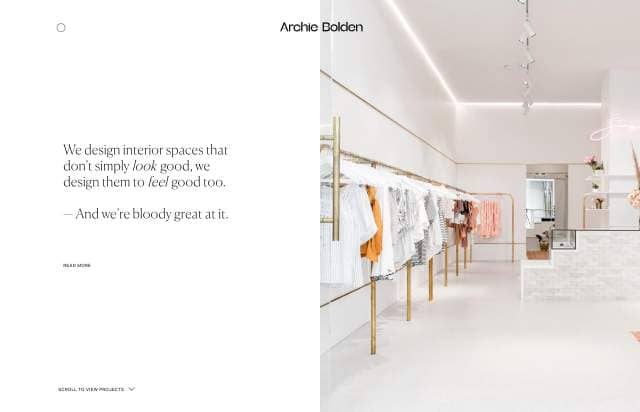 Archie Bolden
We design interior spaces that
don't simply look good, we
design them to feel good too.
— And we're bloody great at it.
READ MORE
SCROLL TO VIEW PROJECTS